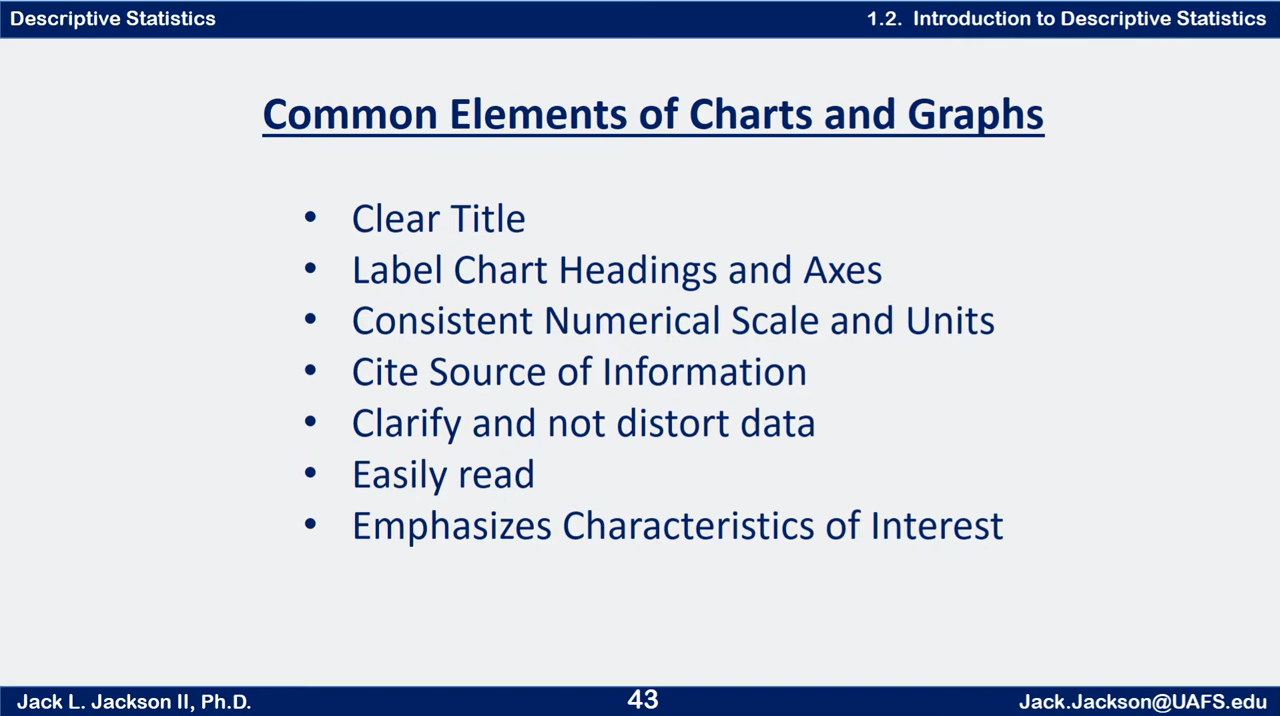 Descriptive Statistics
1.2. Introduction to Descriptive Statistics
Common Elements of Charts and Graphs
• Clear Title
• Label Chart Headings and Axes
• Consistent Numerical Scale and Units
• Cite Source of Information
• Clarify and not distort data
• Easily read
• Emphasizes Characteristics of Interest
Jack L. Jackson II, Ph.D.
43
Jack.Jackson@UAFS.edu